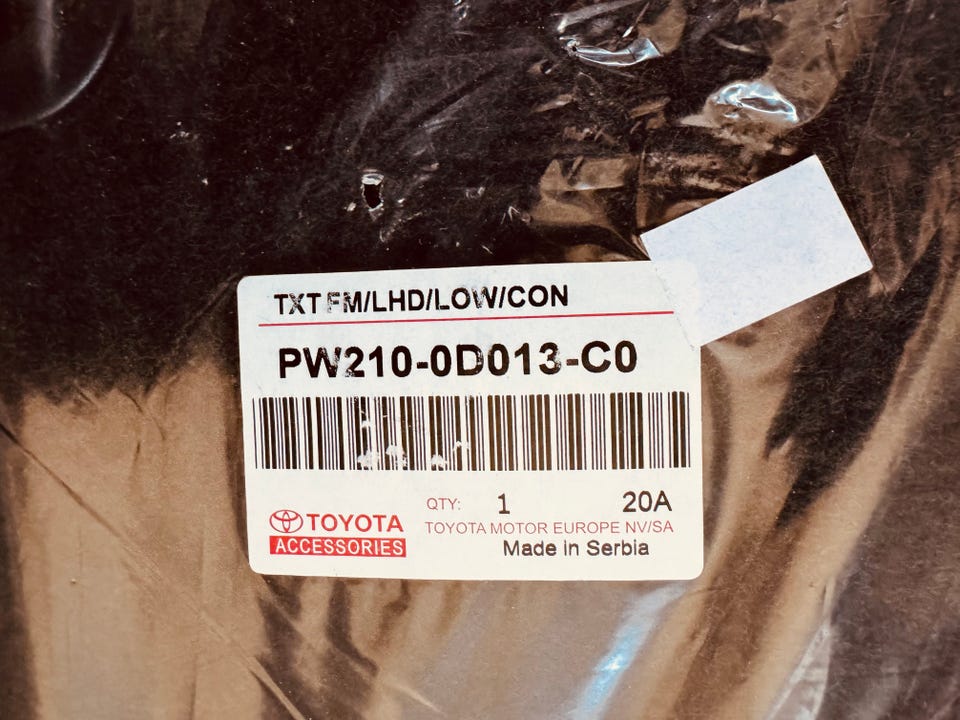 TXT FM/LHD/LOW/CON
PW210-0D013-C0
QTY: 1 20A
TOYOTA
TOYOTA MOTOR EUROPE NV/SA
ACCESSORIES
Made in Serbia